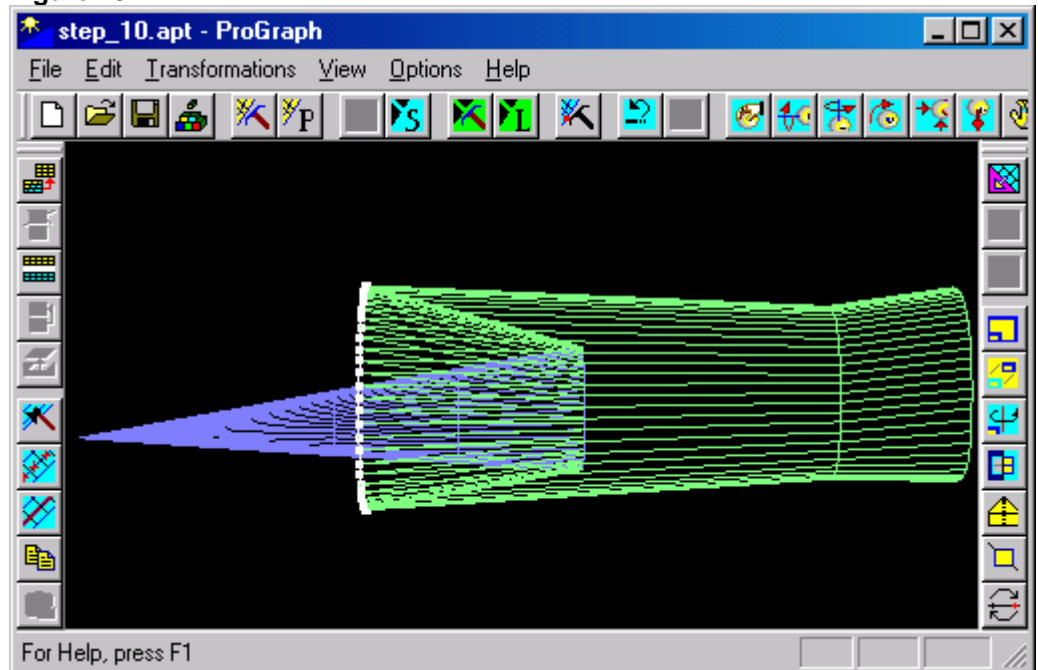 step_10.apt - ProGraph
File Edit Transformations View Options Help
P S L
For Help, press F1